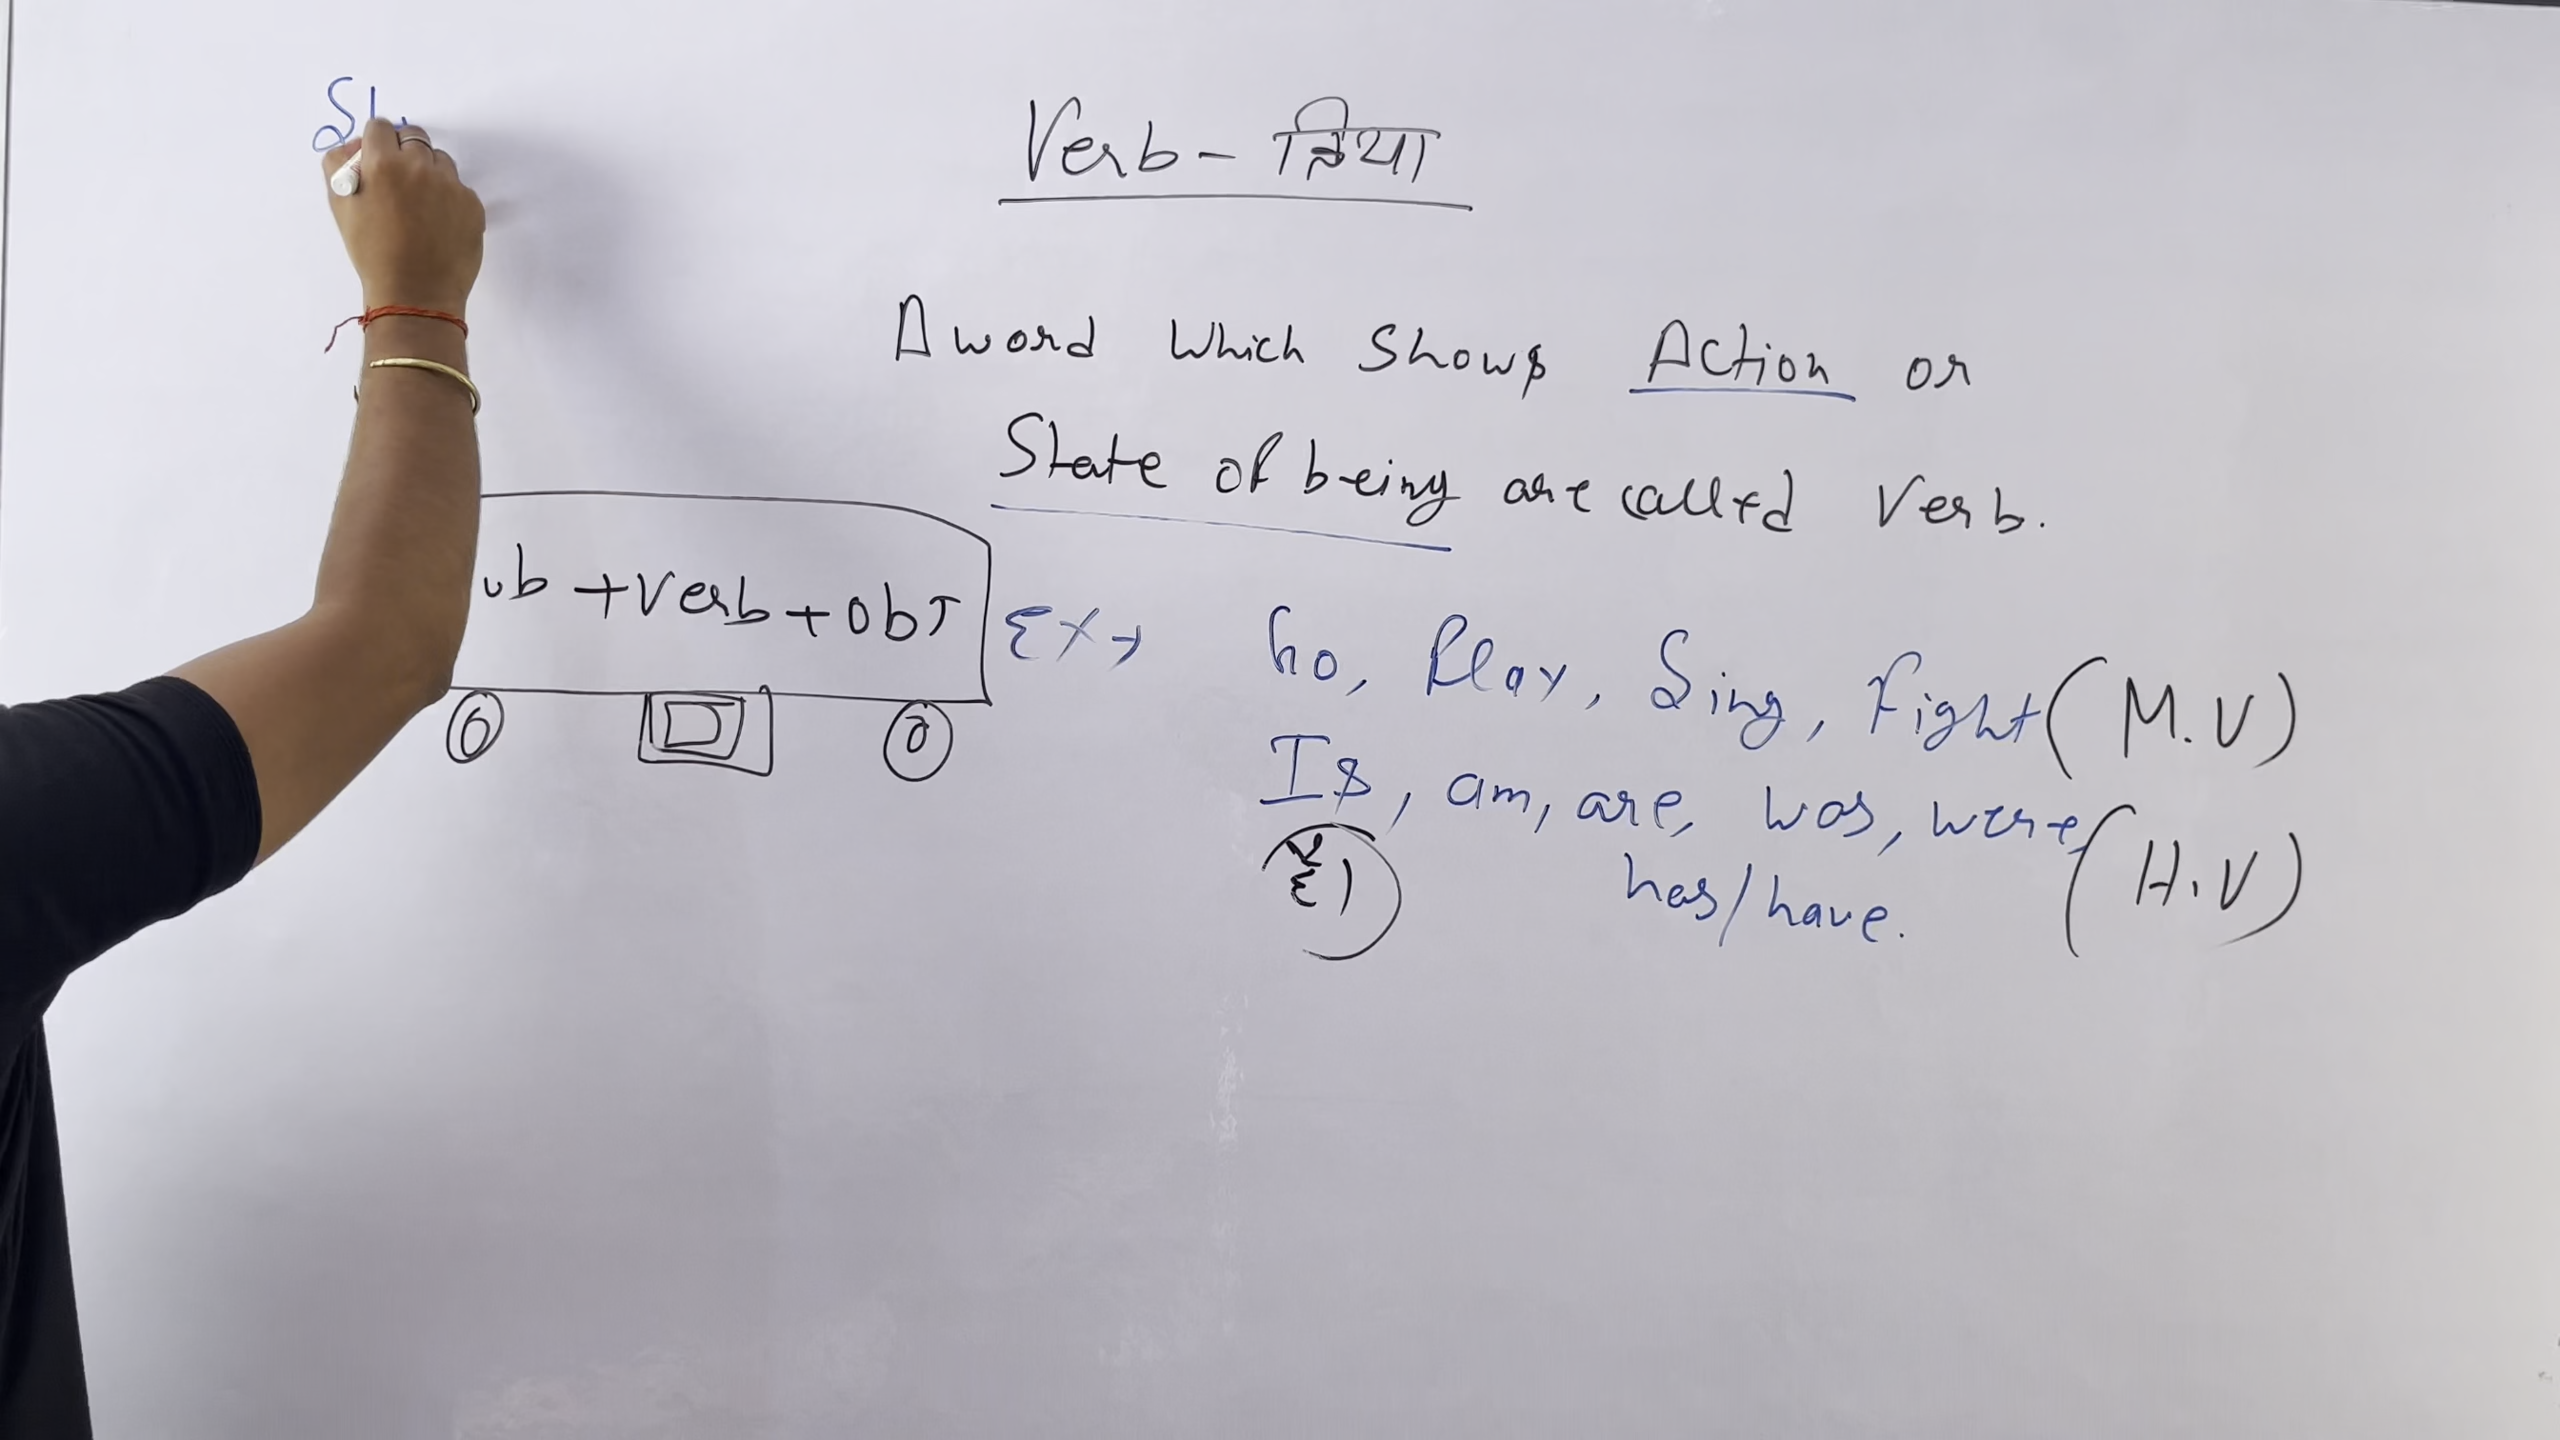 Verb - क्रिया
A word Which Shows Action or
State of being are called Verb.
ub + Verb + obJ
Ex→ Go, Play, Sing, Fight (M.V)
Is, am, are, was, were, (H.V)
has/have.